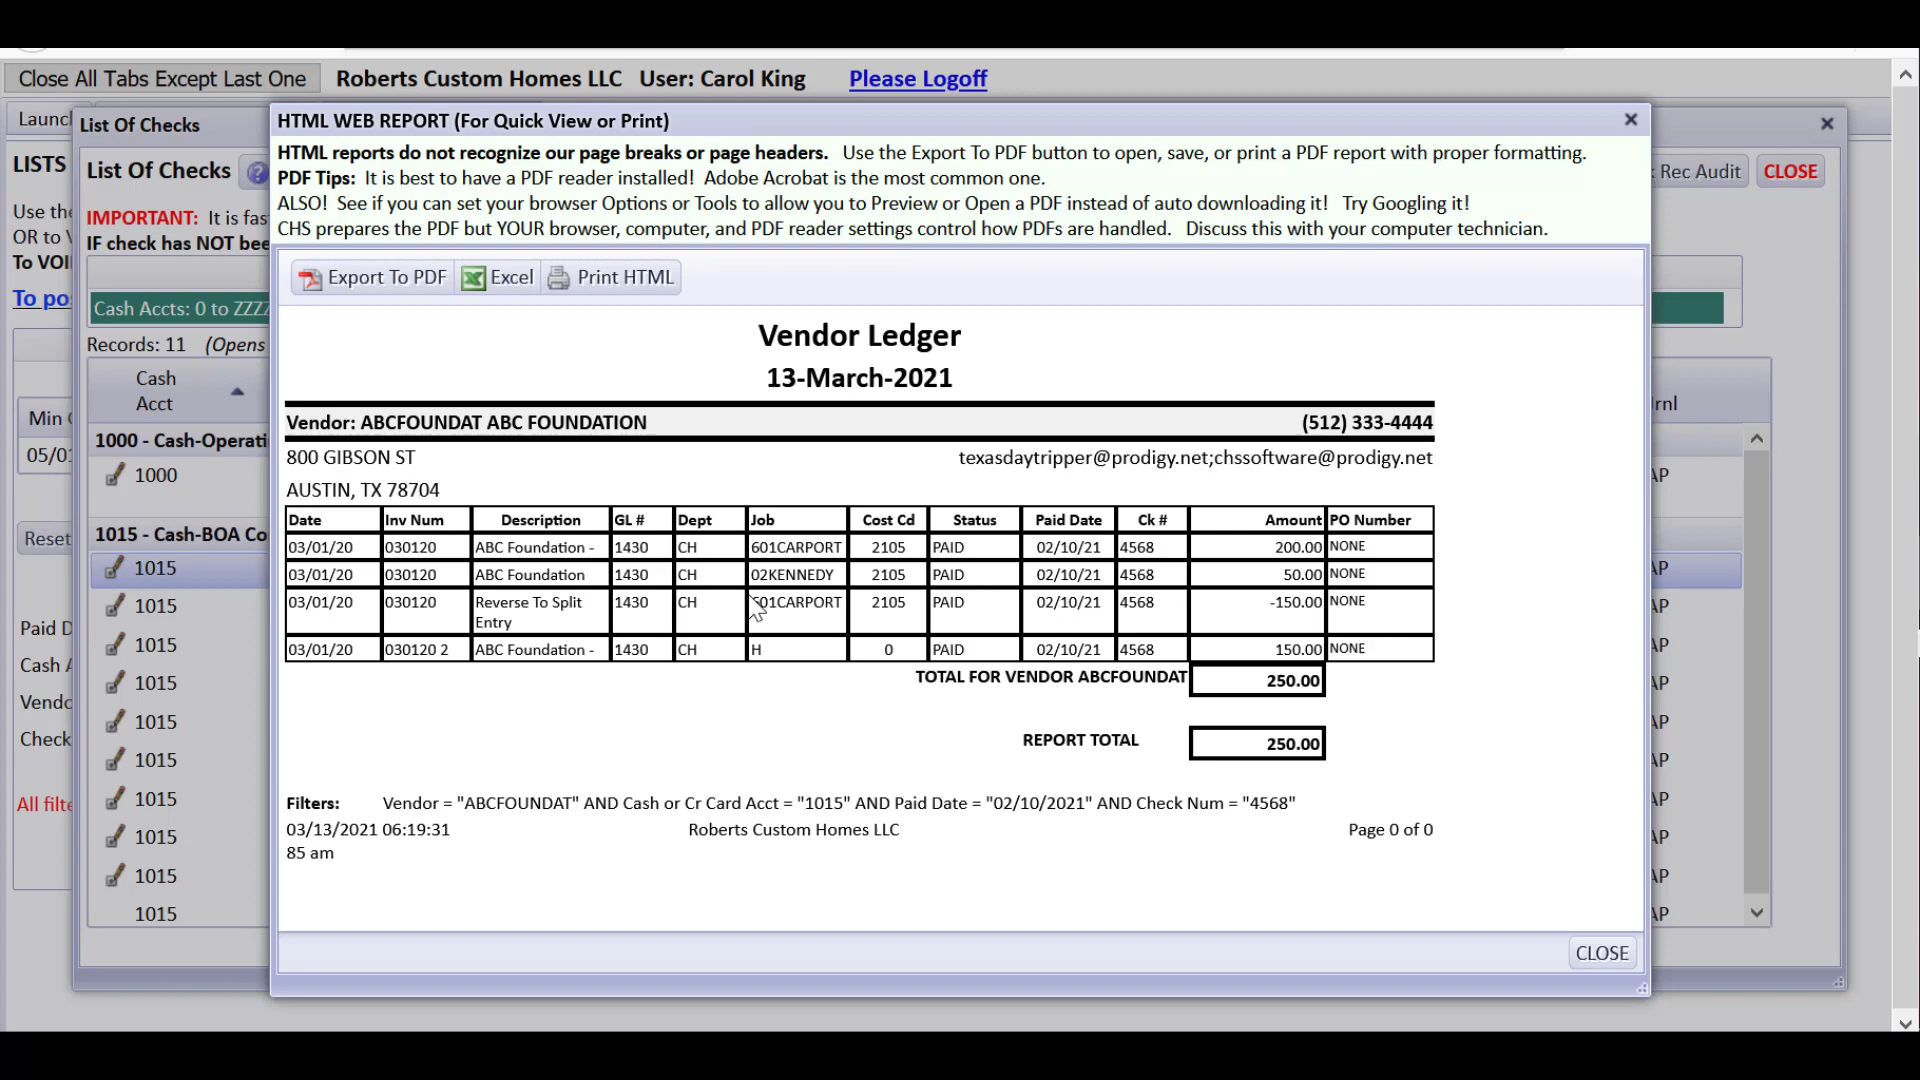 Close All Tabs Except Last One Roberts Custom Homes LLC User: Carol King Please Logoff
Launc
List Of Checks
HTML WEB REPORT (For Quick View or Print)
LISTS
List Of Checks
Rec Audit CLOSE
HTML reports do not recognize our page breaks or page headers. Use the Export To PDF button to open, save, or print a PDF report with proper formatting.
PDF Tips: It is best to have a PDF reader installed! Adobe Acrobat is the most common one.
ALSO! See if you can set your browser Options or Tools to allow you to Preview or Open a PDF instead of auto downloading it! Try Googling it!
CHS prepares the PDF but YOUR browser, computer, and PDF reader settings control how PDFs are handled. Discuss this with your computer technician.
Use the
OR to V
To VOI
To pos
IMPORTANT: It is fas
IF check has NOT bee
Cash Accts: 0 to ZZZZ
Records: 11 (Opens
Cash
Acct
rnl
Min C
05/01
Reset
Paid D
Cash A
Vendo
Check
All filte
1000 - Cash-Operati
1000 AP
1015 - Cash-BOA Co
1015 AP
1015 AP
1015 AP
1015 AP
1015 AP
1015 AP
1015 AP
1015 AP
1015 AP
1015 AP
Export To PDF Excel Print HTML
Vendor Ledger
13-March-2021
Vendor: ABCFOUNDAT ABC FOUNDATION (512) 333-4444
800 GIBSON ST texasdaytripper@prodigy.net;chssoftware@prodigy.net
AUSTIN, TX 78704
Date Inv Num Description GL # Dept Job Cost Cd Status Paid Date Ck # Amount PO Number
03/01/20 030120 ABC Foundation - 1430 CH 601CARPORT 2105 PAID 02/10/21 4568 200.00 NONE
03/01/20 030120 ABC Foundation 1430 CH 02KENNEDY 2105 PAID 02/10/21 4568 50.00 NONE
03/01/20 030120 Reverse To Split 1430 CH 601CARPORT 2105 PAID 02/10/21 4568 -150.00 NONE
Entry
03/01/20 030120 2 ABC Foundation - 1430 CH H 0 PAID 02/10/21 4568 150.00 NONE
TOTAL FOR VENDOR ABCFOUNDAT 250.00
REPORT TOTAL 250.00
Filters: Vendor = "ABCFOUNDAT" AND Cash or Cr Card Acct = "1015" AND Paid Date = "02/10/2021" AND Check Num = "4568"
03/13/2021 06:19:31 Roberts Custom Homes LLC Page 0 of 0
85 am
CLOSE